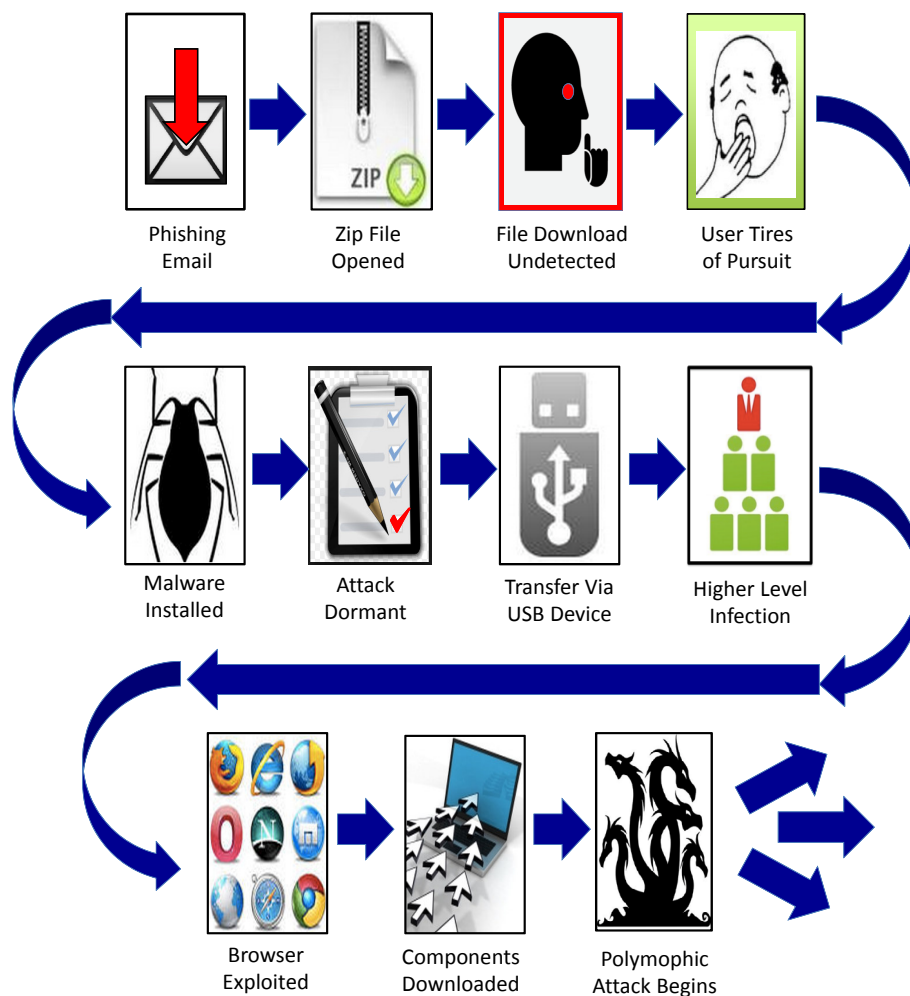 ZIP
Phishing
Email
Zip File
Opened
File Download
Undetected
User Tires
of Pursuit
Malware
Installed
Attack
Dormant
Transfer Via
USB Device
Higher Level
Infection
N
Browser
Exploited
Components
Downloaded
Polymophic
Attack Begins